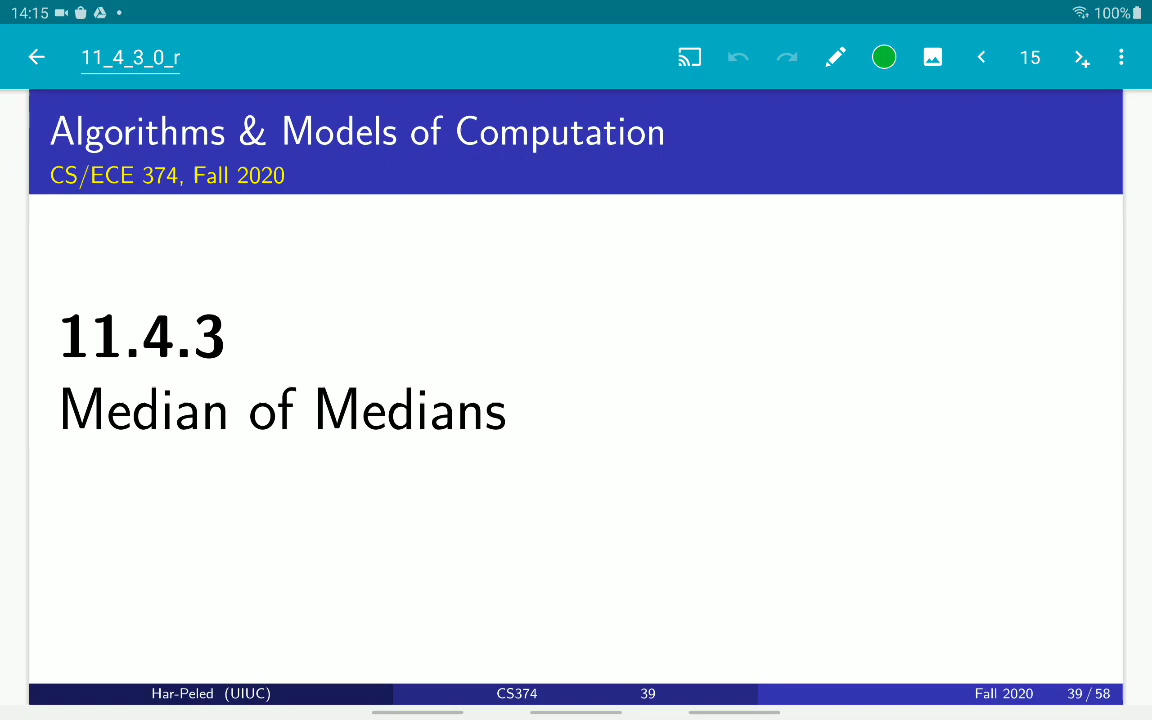 14:15
100%
11_4_3_0_r
15
Algorithms & Models of Computation
CS/ECE 374, Fall 2020
11.4.3
Median of Medians
Har-Peled (UIUC) CS374 39 Fall 2020 39 / 58